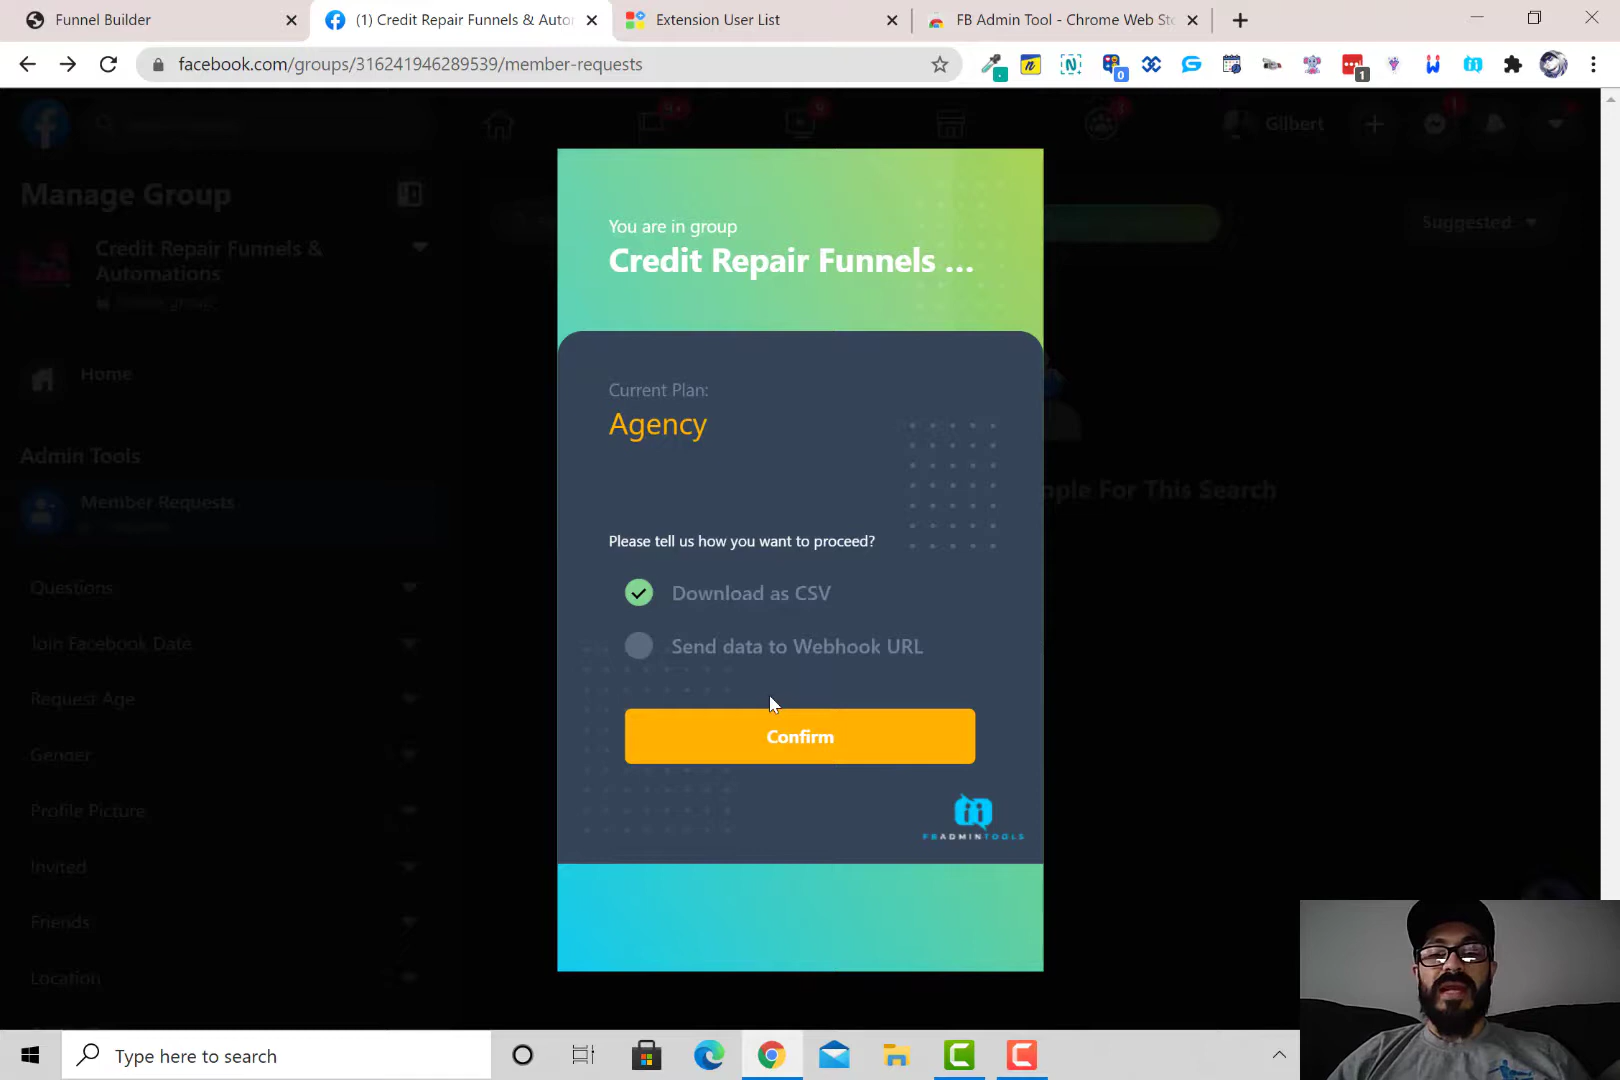 Funnel Builder
(1) Credit Repair Funnels & Auto
Extension User List
FB Admin Tool - Chrome Web St
facebook.com/groups/316241946289539/member-requests
0
1
Gilbert
1
Manage Group
Credit Repair Funnels &
Automations
Suggested
Home
Admin Tools
Member Requests
Questions
Join Facebook Date
Request Age
Gender
Profile Picture
Invited
Friends
Location
You are in group
Credit Repair Funnels ...
Current Plan:
Agency
ple For This Search
Please tell us how you want to proceed?
Download as CSV
Send data to Webhook URL
Confirm
FBADMINTOOLS
Type here to search